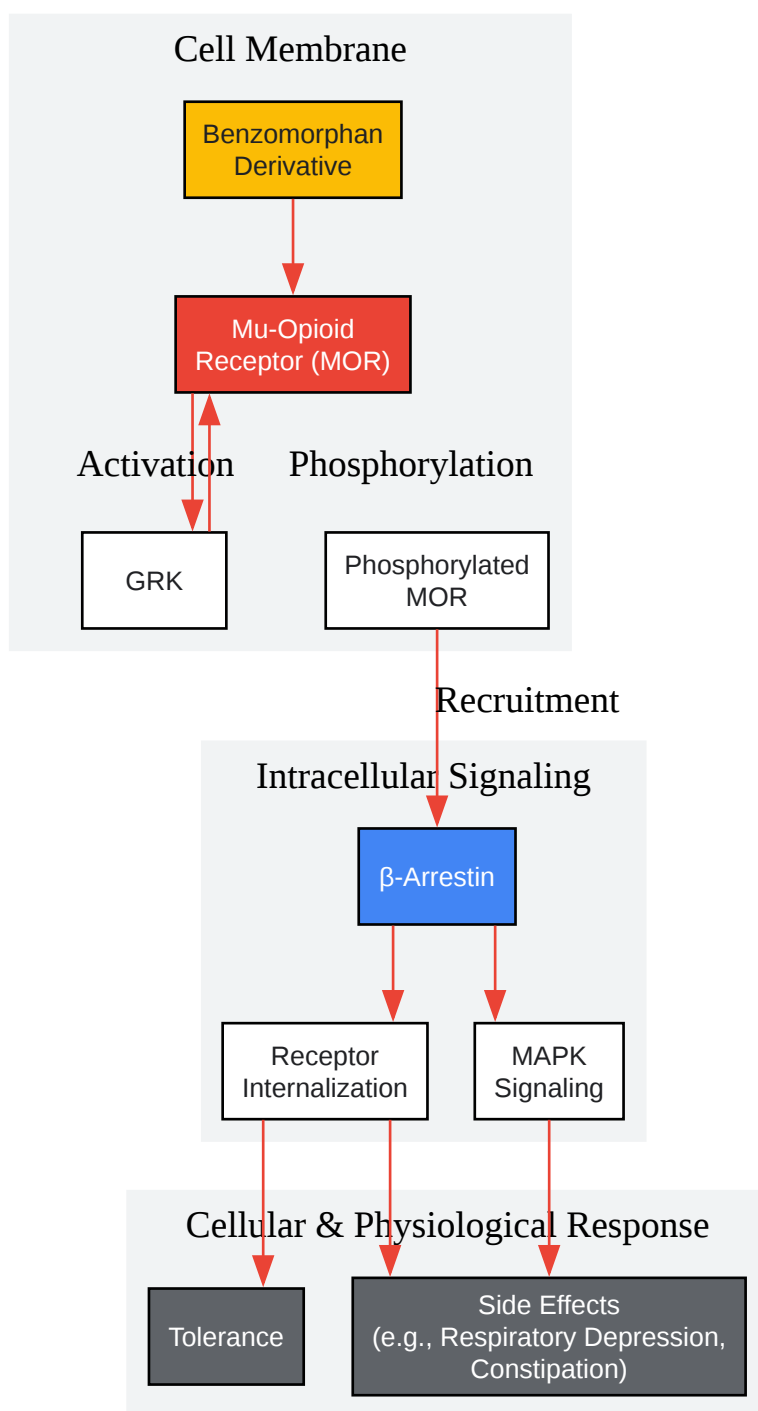 Cell Membrane
Benzomorphan
Derivative
Mu-Opioid
Receptor (MOR)
Activation
Phosphorylation
GRK
Phosphorylated
MOR
Recruitment
Intracellular Signaling
β-Arrestin
Receptor
Internalization
MAPK
Signaling
Cellular & Physiological Response
Tolerance
Side Effects
(e.g., Respiratory Depression,
Constipation)